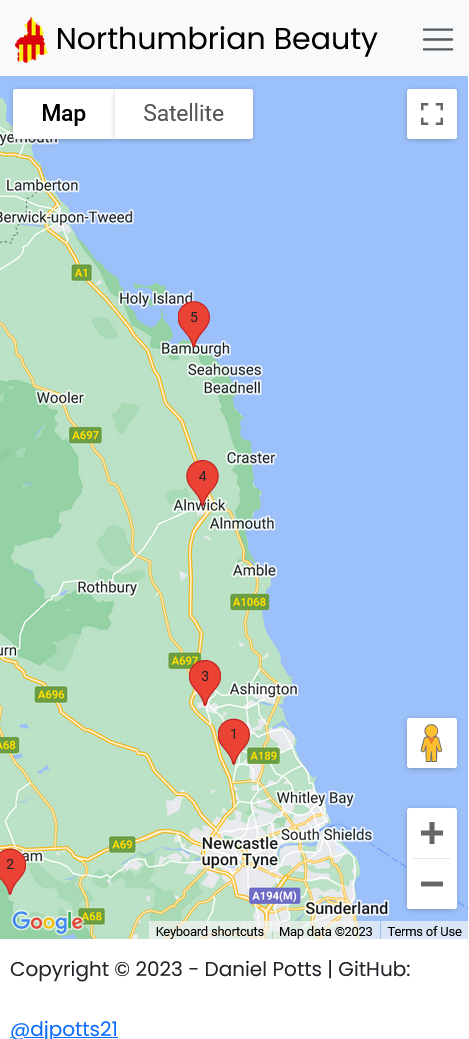 Northumbrian Beauty
Map
Satellite
Lamberton
Berwick-upon-Tweed
A1
Holy Island
5
Bamburgh
Seahouses
Beadnell
Wooler
A697
Craster
4
Alnwick
Alnmouth
Amble
Rothbury
A1068
A697
3
Ashington
A696
1
A68
A189
Whitley Bay
South Shields
A69
Newcastle
upon Tyne
2
am
A194(M)
Sunderland
Google
A68
Keyboard shortcuts
Map data ©2023
Terms of Use
Copyright © 2023 - Daniel Potts | GitHub:
@djpotts21